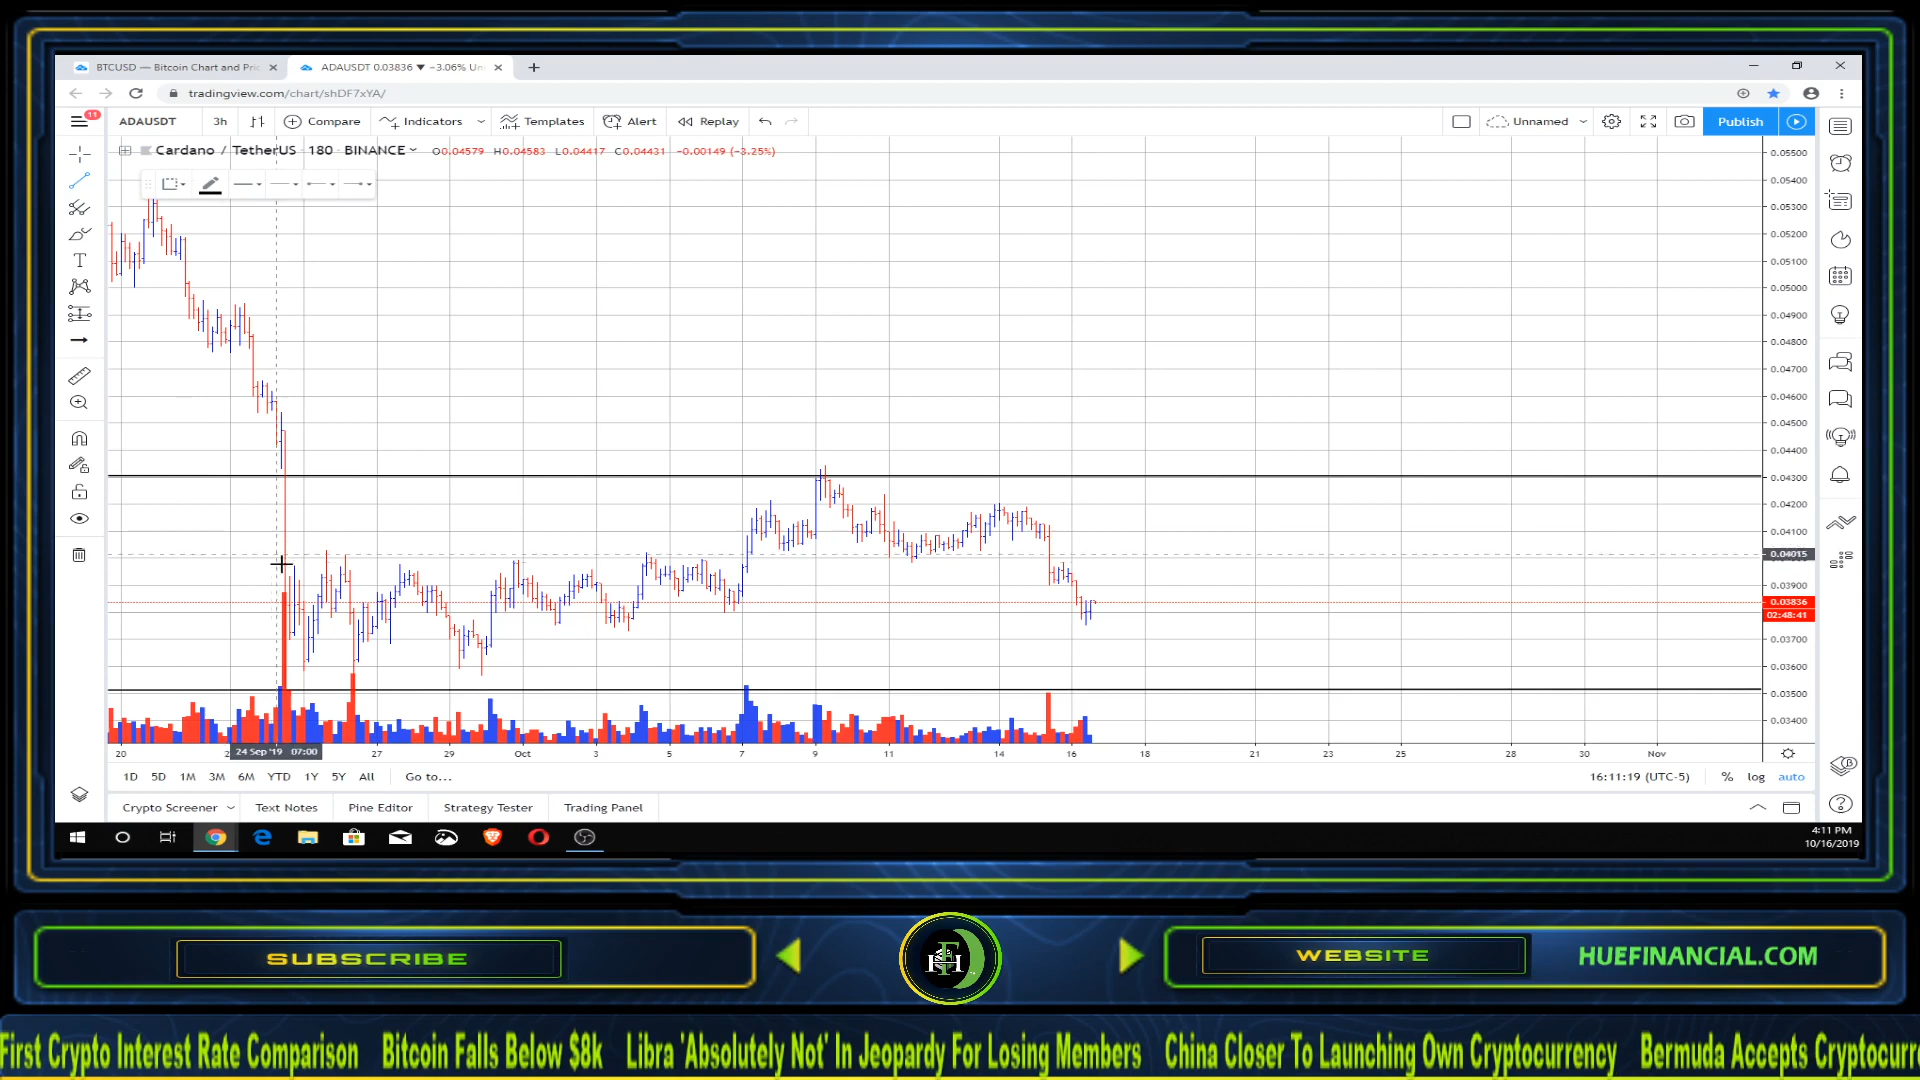 BTCUSD — Bitcoin Chart and Pric
ADAUSDT 0.03836 ▼ −3.06% Un
tradingview.com/chart/shDF7xYA/
11
ADAUSDT 3h Compare Indicators Templates Alert Replay Unnamed Publish
Cardano / TetherUS 180 BINANCE O0.04579 H0.04583 L0.04417 C0.04431 −0.00149 (−3.25%)
0.05500
0.05400
0.05300
0.05200
0.05100
0.05000
0.04900
0.04800
0.04700
0.04600
0.04500
0.04400
0.04300
0.04200
0.04100
0.04015
0.03900
0.03836
02:48:41
0.03700
0.03600
0.03500
0.03400
20 2 24 Sep '19 07:00 27 29 Oct 3 5 7 9 11 14 16 18 21 23 25 28 30 Nov
1D 5D 1M 3M 6M YTD 1Y 5Y All Go to... 16:11:19 (UTC-5) % log auto
Crypto Screener Text Notes Pine Editor Strategy Tester Trading Panel
4:11 PM
10/16/2019
SUBSCRIBE
FH
WEBSITE
HUEFINANCIAL.COM
First Crypto Interest Rate Comparison Bitcoin Falls Below $8k Libra 'Absolutely Not' In Jeopardy For Losing Members China Closer To Launching Own Cryptocurrency Bermuda Accepts Cryptocurre